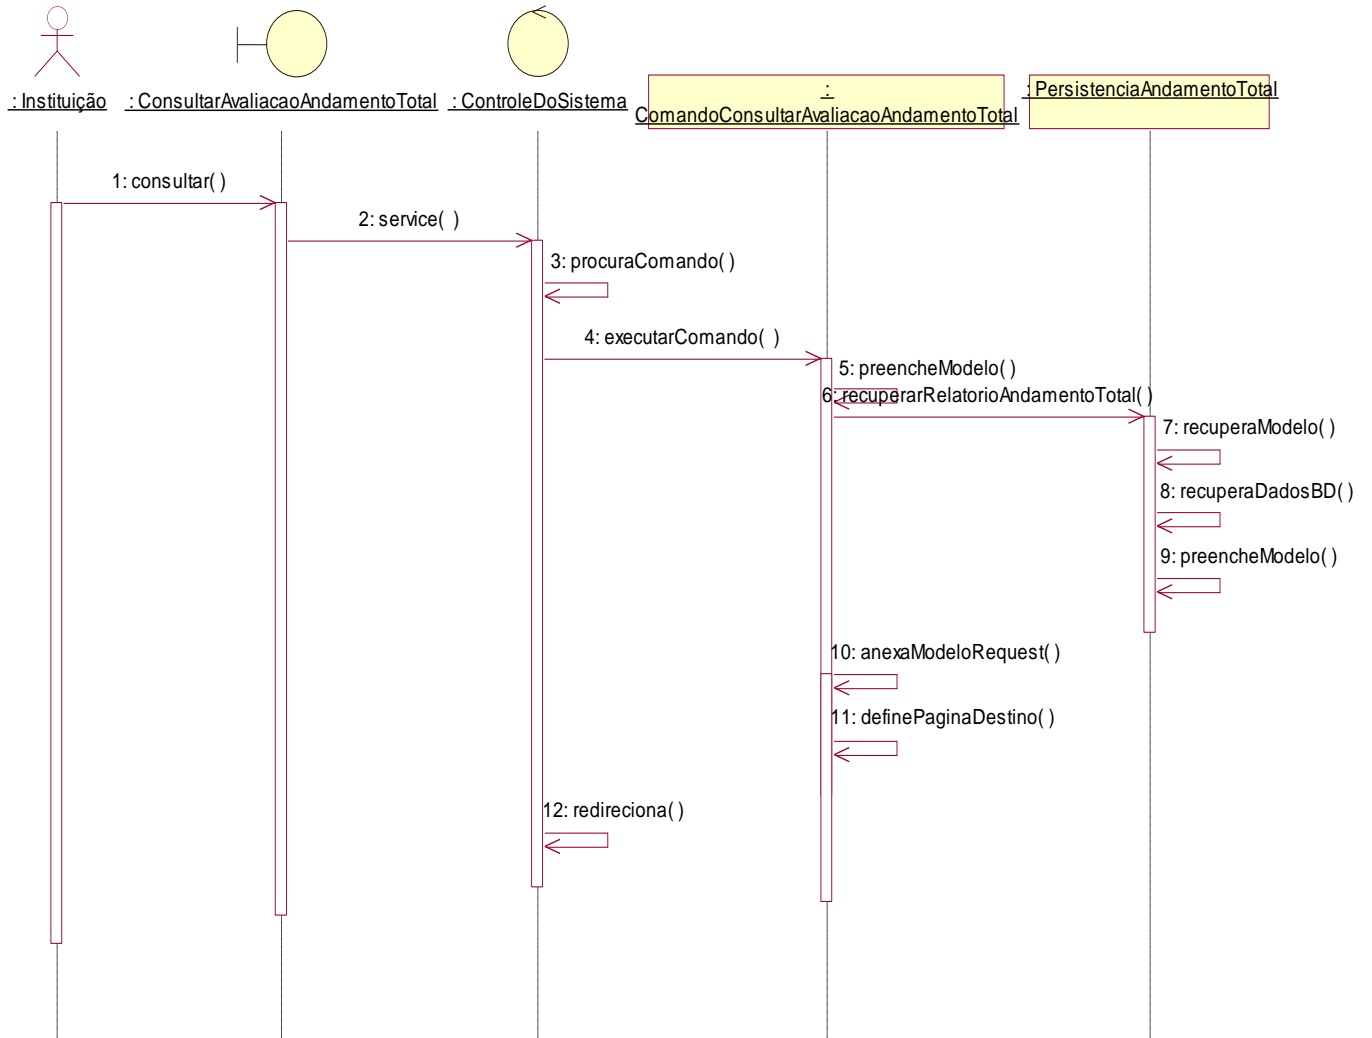 : Instituição
: ConsultarAvaliacaoAndamentoTotal
: ControleDoSistema
:
ComandoConsultarAvaliacaoAndamentoTotal
: PersistenciaAndamentoTotal
1: consultar( )
2: service( )
3: procuraComando( )
4: executarComando( )
5: preencheModelo( )
6: recuperarRelatorioAndamentoTotal( )
7: recuperaModelo( )
8: recuperaDadosBD( )
9: preencheModelo( )
10: anexaModeloRequest( )
11: definePaginaDestino( )
12: redireciona( )